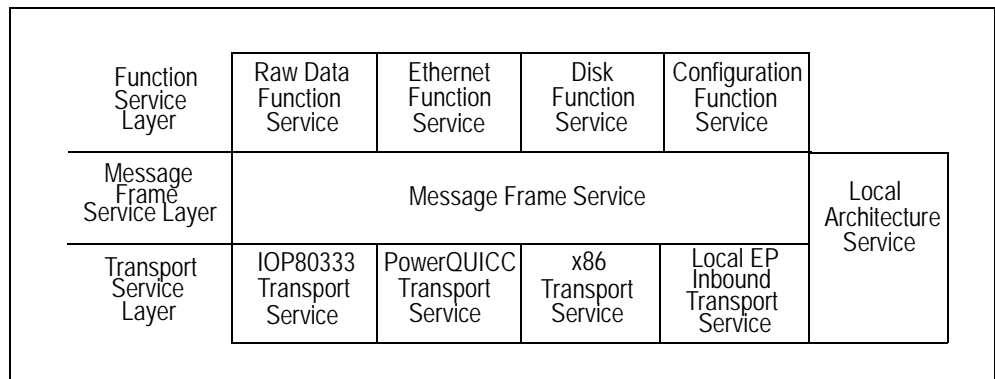 Function
Service
Layer
Raw Data
Function
Service
Ethernet
Function
Service
Disk
Function
Service
Configuration
Function
Service
Message
Frame
Service Layer
Message Frame Service
Local
Architecture
Service
Transport
Service
Layer
IOP80333
Transport
Service
PowerQUICC
Transport
Service
x86
Transport
Service
Local EP
Inbound
Transport
Service